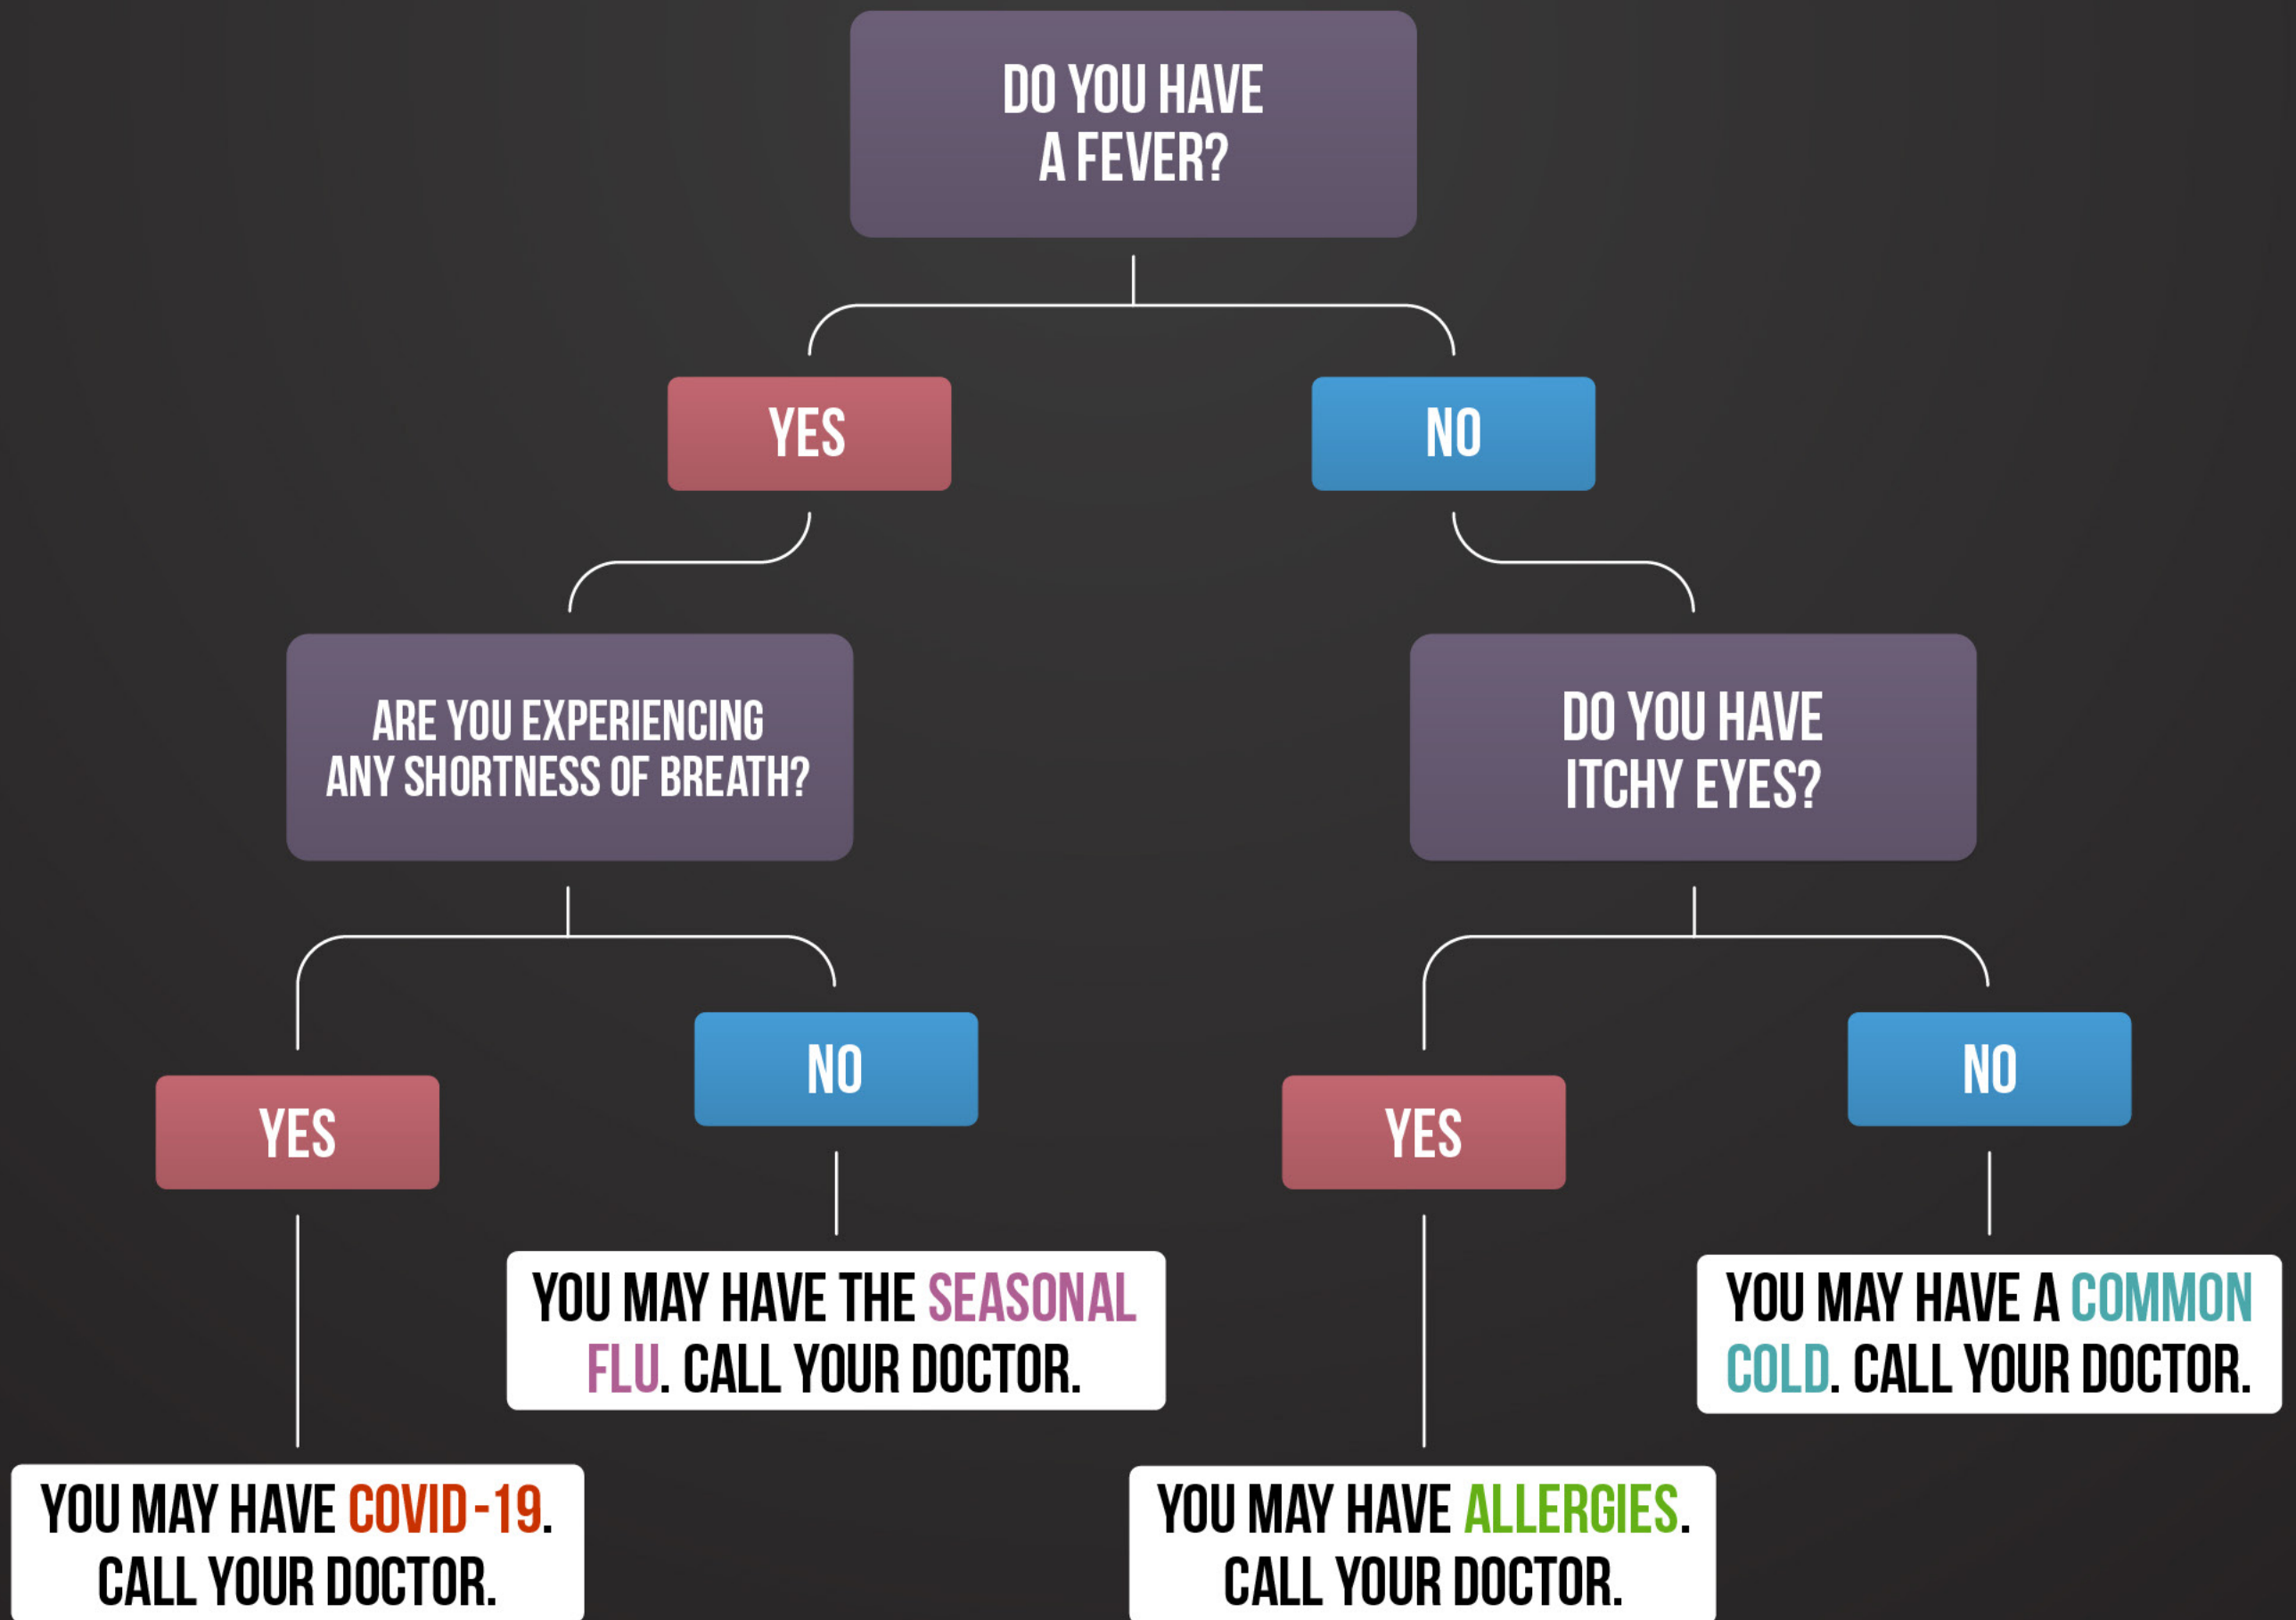 DO YOU HAVE
A FEVER?
YES
NO
ARE YOU EXPERIENCING
ANY SHORTNESS OF BREATH?
DO YOU HAVE
ITCHY EYES?
YES
NO
YES
NO
YOU MAY HAVE COVID-19.
CALL YOUR DOCTOR.
YOU MAY HAVE THE SEASONAL
FLU. CALL YOUR DOCTOR.
YOU MAY HAVE ALLERGIES.
CALL YOUR DOCTOR.
YOU MAY HAVE A COMMON
COLD. CALL YOUR DOCTOR.